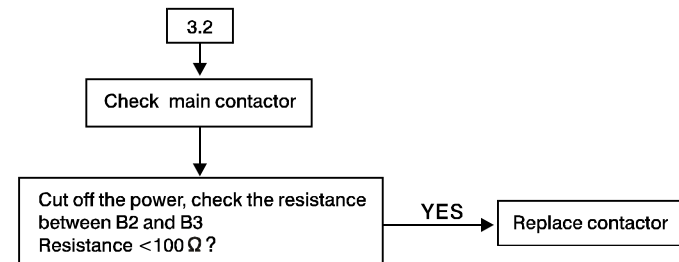 3.2
Check main contactor
Cut off the power, check the resistance
between B2 and B3
Resistance <100 Ω ?
YES
Replace contactor